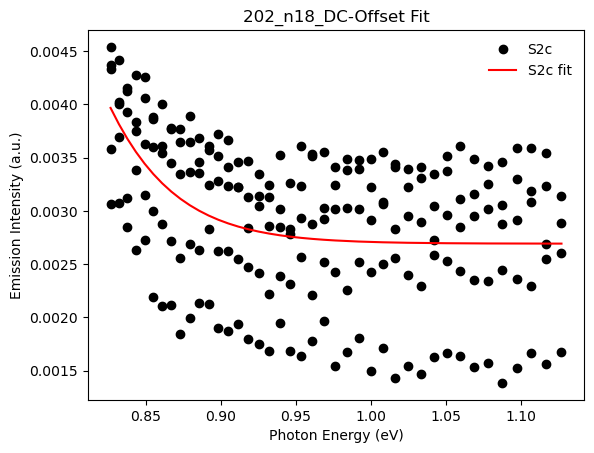 202_n18_DC-Offset Fit
S2c
S2c fit
Emission Intensity (a.u.)
0.0045
0.0040
0.0035
0.0030
0.0025
0.0020
0.0015
0.85 0.90 0.95 1.00 1.05 1.10
Photon Energy (eV)